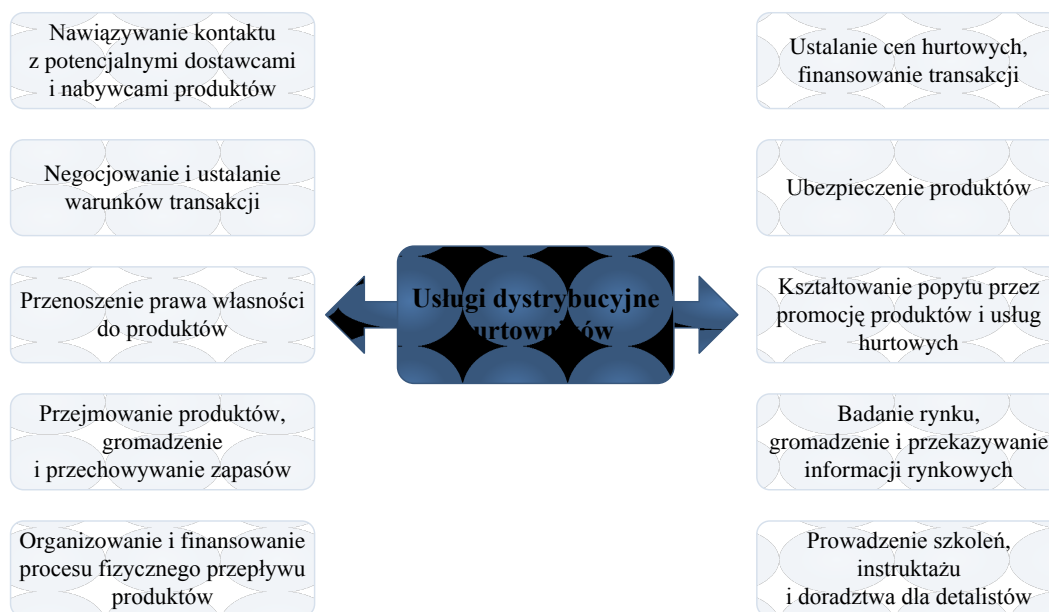 Nawiązywanie kontaktu
z potencjalnymi dostawcami
i nabywcami produktów
Negocjowanie i ustalanie
warunków transakcji
Przenoszenie prawa własności
do produktów
Przejmowanie produktów,
gromadzenie
i przechowywanie zapasów
Organizowanie i finansowanie
procesu fizycznego przepływu
produktów
Usługi dystrybucyjne
hurtowników
Ustalanie cen hurtowych,
finansowanie transakcji
Ubezpieczenie produktów
Kształtowanie popytu przez
promocję produktów i usług
hurtowych
Badanie rynku,
gromadzenie i przekazywanie
informacji rynkowych
Prowadzenie szkoleń,
instruktażu
i doradztwa dla detalistów